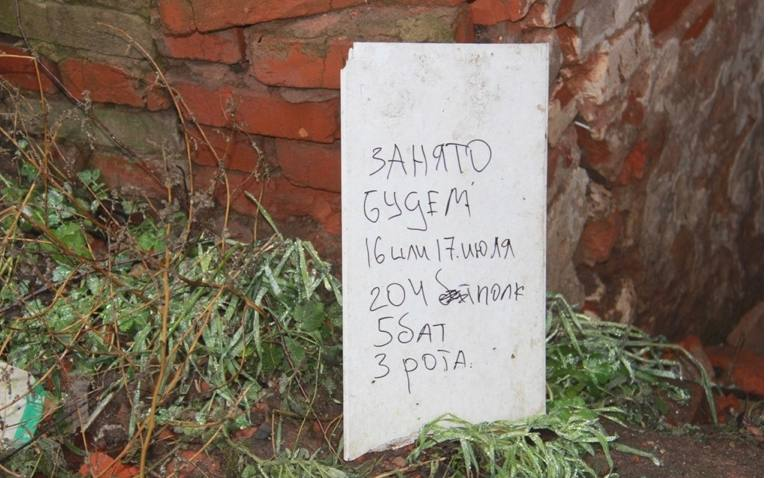 ЗАНЯТО
БУДЕМ
16 или 17. ИЮЛЯ
204 ПОЛК
5 бат
3 рота.